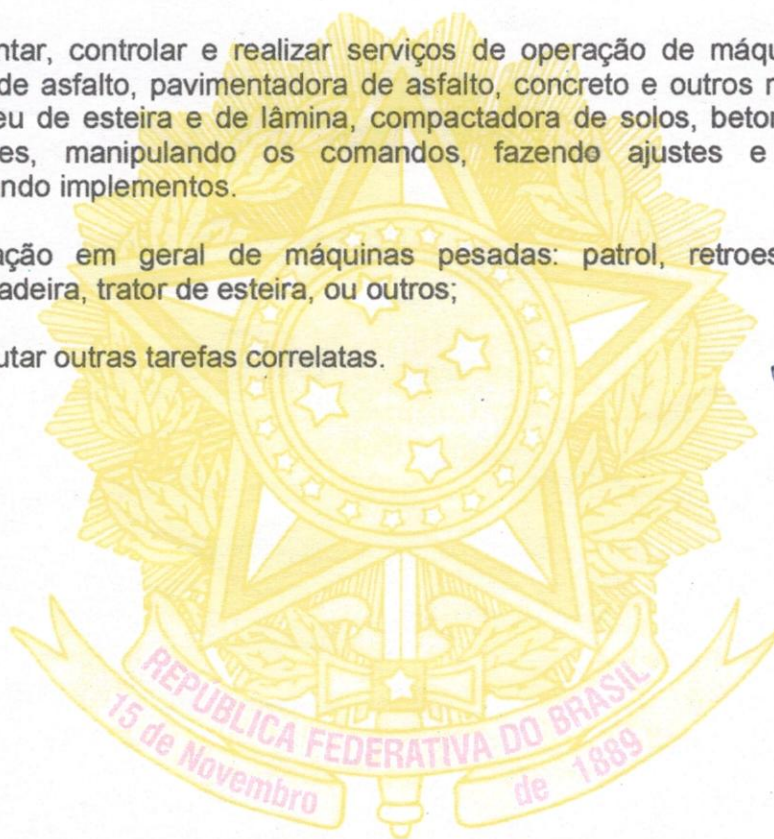 ntar, controlar e realizar serviços de operação de máqu
de asfalto, pavimentadora de asfalto, concreto e outros
eu de esteira e de lâmina, compactadora de solos, beto
es, manipulando os comandos, fazendo ajustes e
ndo implementos.
ação em geral de máquinas pesadas: patrol, retroes
adeira, trator de esteira, ou outros;
utar outras tarefas correlatas.
REPÚBLICA FEDERATIVA DO BRASIL
15 de Novembro de 1889